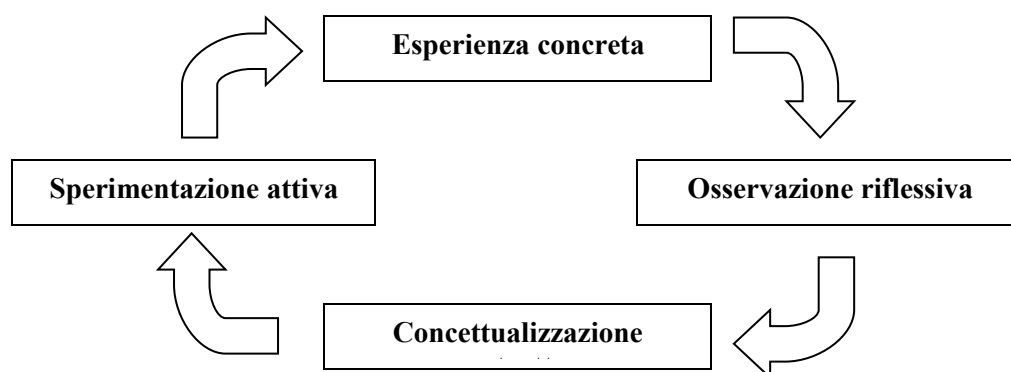 Esperienza concreta
Sperimentazione attiva
Osservazione riflessiva
Concettualizzazione